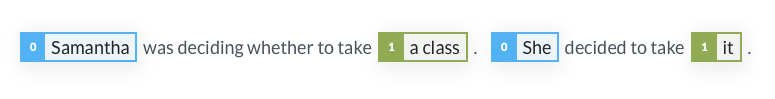 0 Samantha was deciding whether to take 1 a class . 0 She decided to take 1 it .